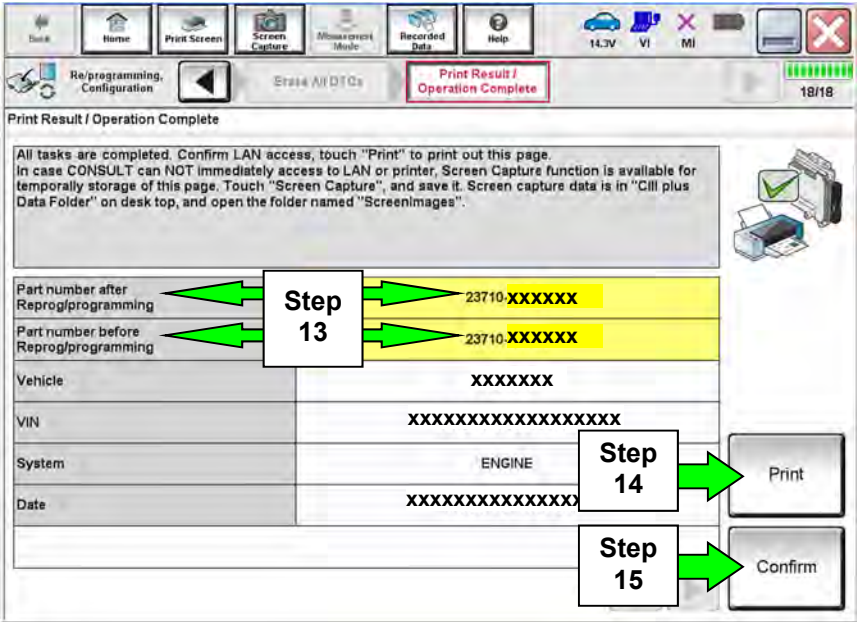 Back
Home
Print Screen
Screen
Capture
Measurement
Mode
Recorded
Data
Help
14.3V
VI
MI
Re/programming,
Configuration
Erase All DTCs
Print Result /
Operation Complete
18/18
Print Result / Operation Complete
All tasks are completed. Confirm LAN access, touch "Print" to print out this page.
In case CONSULT can NOT immediately access to LAN or printer, Screen Capture function is available for
temporally storage of this page. Touch "Screen Capture", and save it. Screen capture data is in "CIII plus
Data Folder" on desk top, and open the folder named "ScreenImages".
Part number after
Reprog/programming
Step
13
23710-xxxxxx
Part number before
Reprog/programming
23710-xxxxxx
Vehicle
xxxxxxx
VIN
xxxxxxxxxxxxxxxxxx
System
ENGINE
Step
14
Print
Date
xxxxxxxxxxxxxxx
Step
15
Confirm